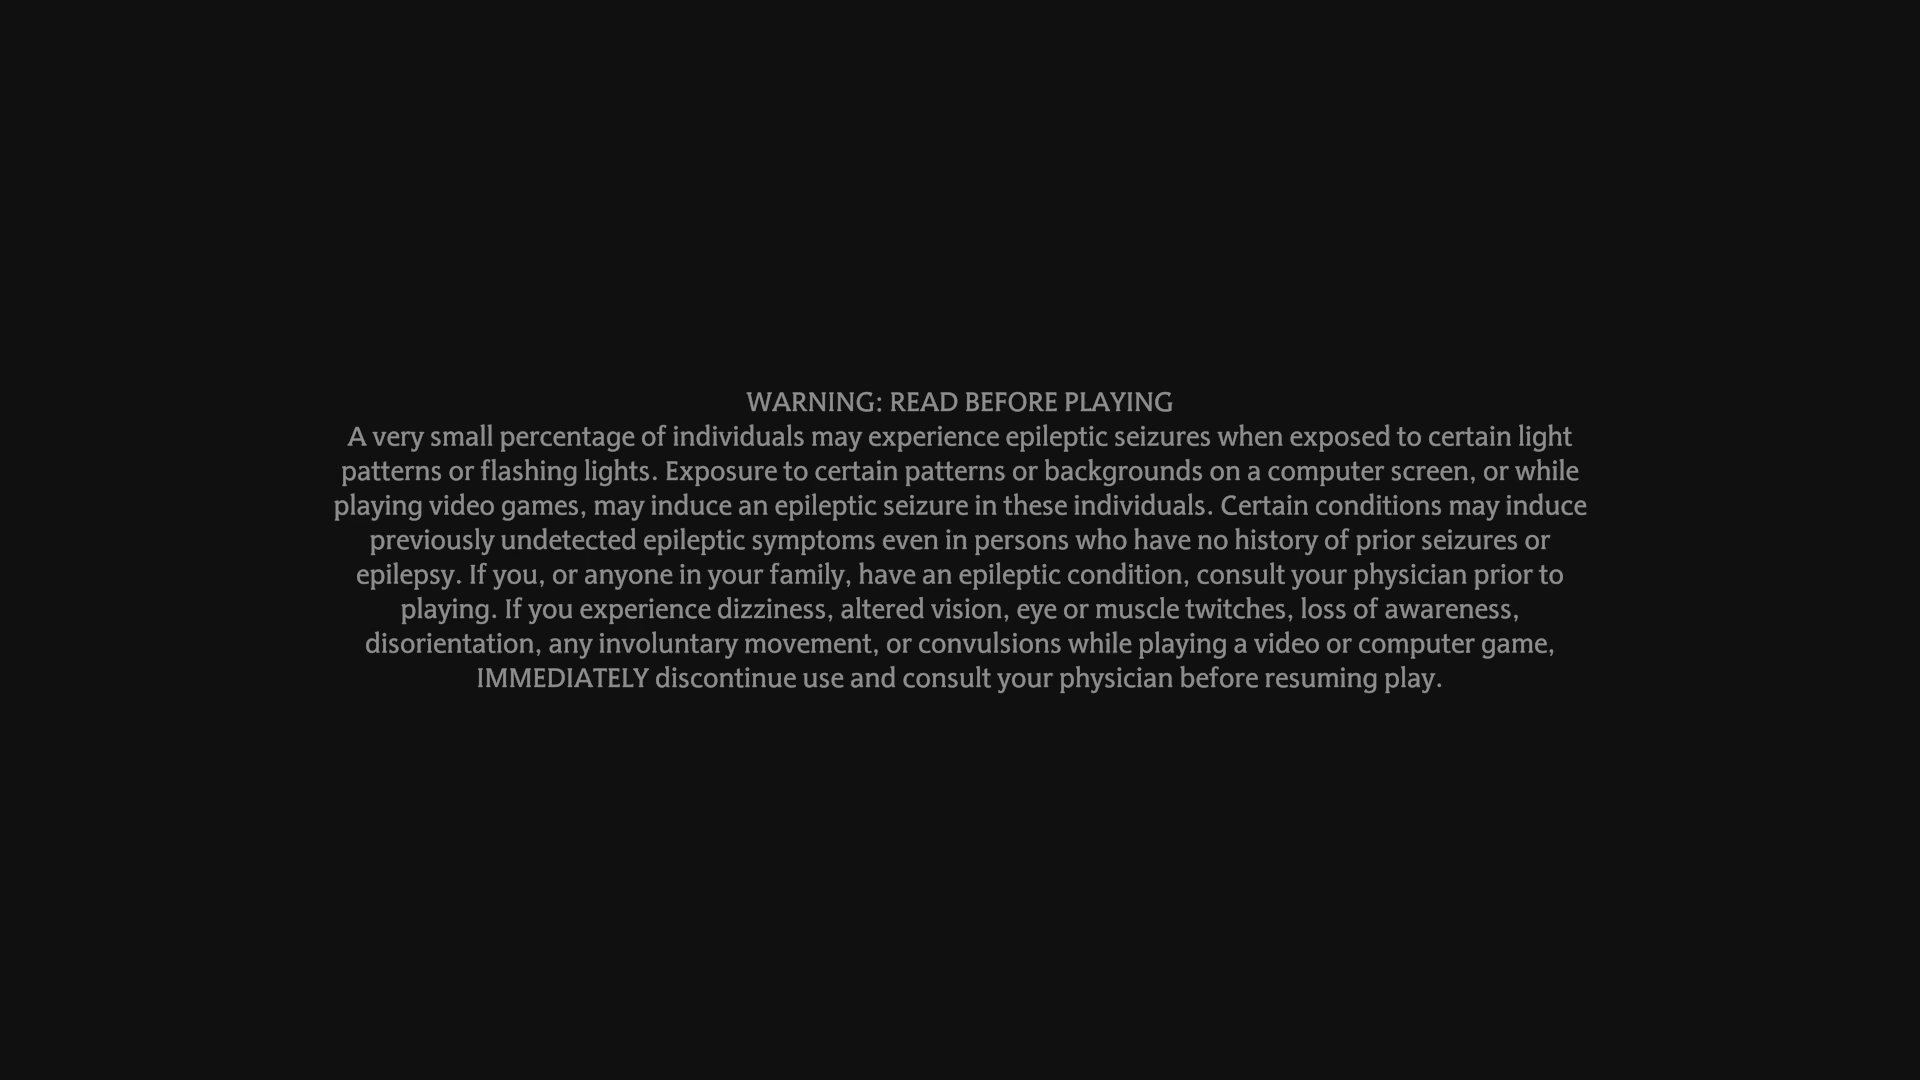 WARNING: READ BEFORE PLAYING
A very small percentage of individuals may experience epileptic seizures when exposed to certain light
patterns or flashing lights. Exposure to certain patterns or backgrounds on a computer screen, or while
playing video games, may induce an epileptic seizure in these individuals. Certain conditions may induce
previously undetected epileptic symptoms even in persons who have no history of prior seizures or
epilepsy. If you, or anyone in your family, have an epileptic condition, consult your physician prior to
playing. If you experience dizziness, altered vision, eye or muscle twitches, loss of awareness,
disorientation, any involuntary movement, or convulsions while playing a video or computer game,
IMMEDIATELY discontinue use and consult your physician before resuming play.